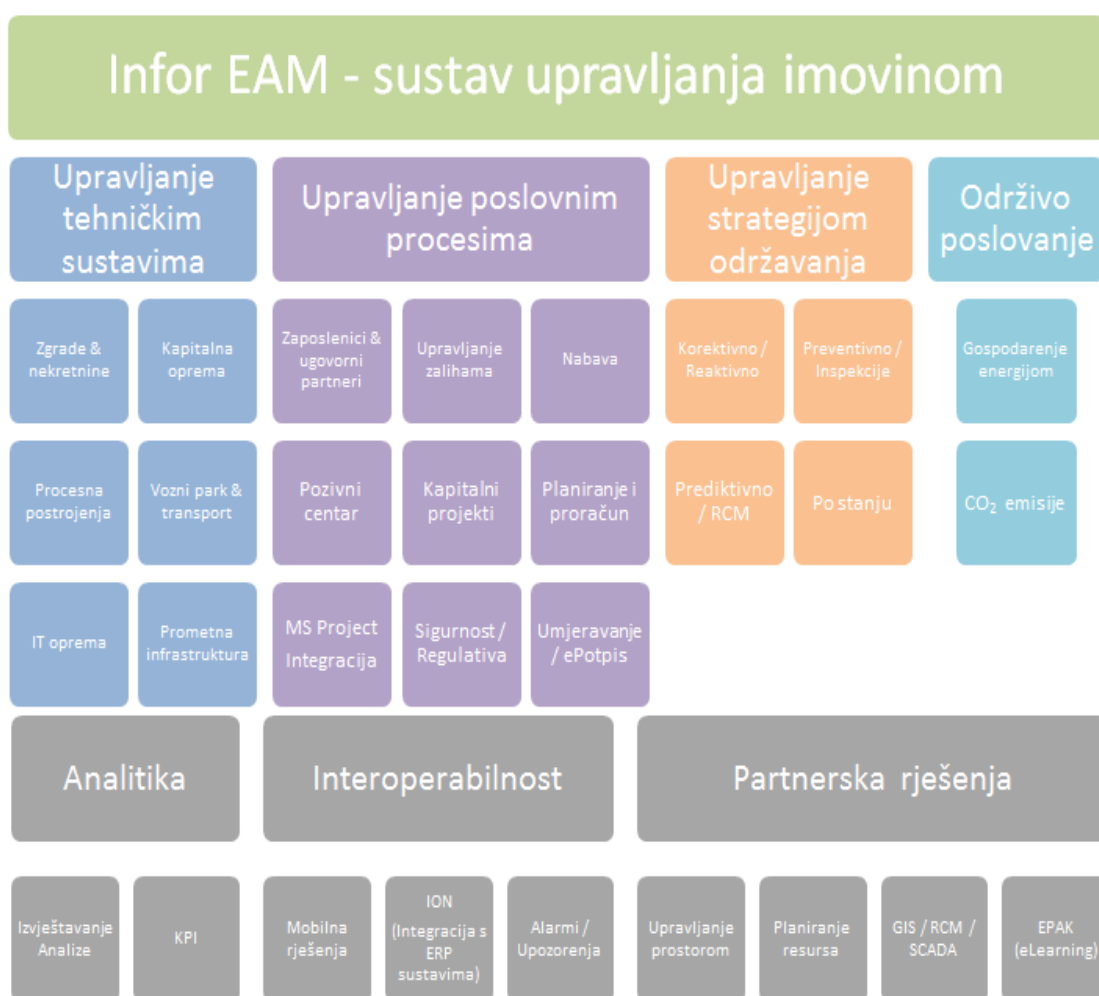 Infor EAM - sustav upravljanja imovinom
Upravljanje
tehničkim
sustavima
Upravljanje poslovnim
procesima
Upravljanje
strategijom
održavanja
Održivo
poslovanje
Zgrade &
nekretnine
Kapitalna
oprema
Zaposlenici &
ugovorni
partneri
Upravljanje
zalihama
Nabava
Korektivno /
Reaktivno
Preventivno /
Inspekcije
Gospodarenje
energijom
Procesna
postrojenja
Vozni park &
transport
Pozivni
centar
Kapitalni
projekti
Planiranje i
proračun
Prediktivno
/ RCM
Po stanju
CO₂ emisije
IT oprema
Prometna
infrastruktura
MS Project
Integracija
Sigurnost /
Regulativa
Umjeravanje
/ ePotpis
Analitika
Interoperabilnost
Partnerska rješenja
Izvještavanje
Analize
KPI
Mobilna
rješenja
ION
(Integracija s
ERP
sustavima)
Alarmi /
Upozorenja
Upravljanje
prostorom
Planiranje
resursa
GIS / RCM /
SCADA
EPAK
(eLearning)